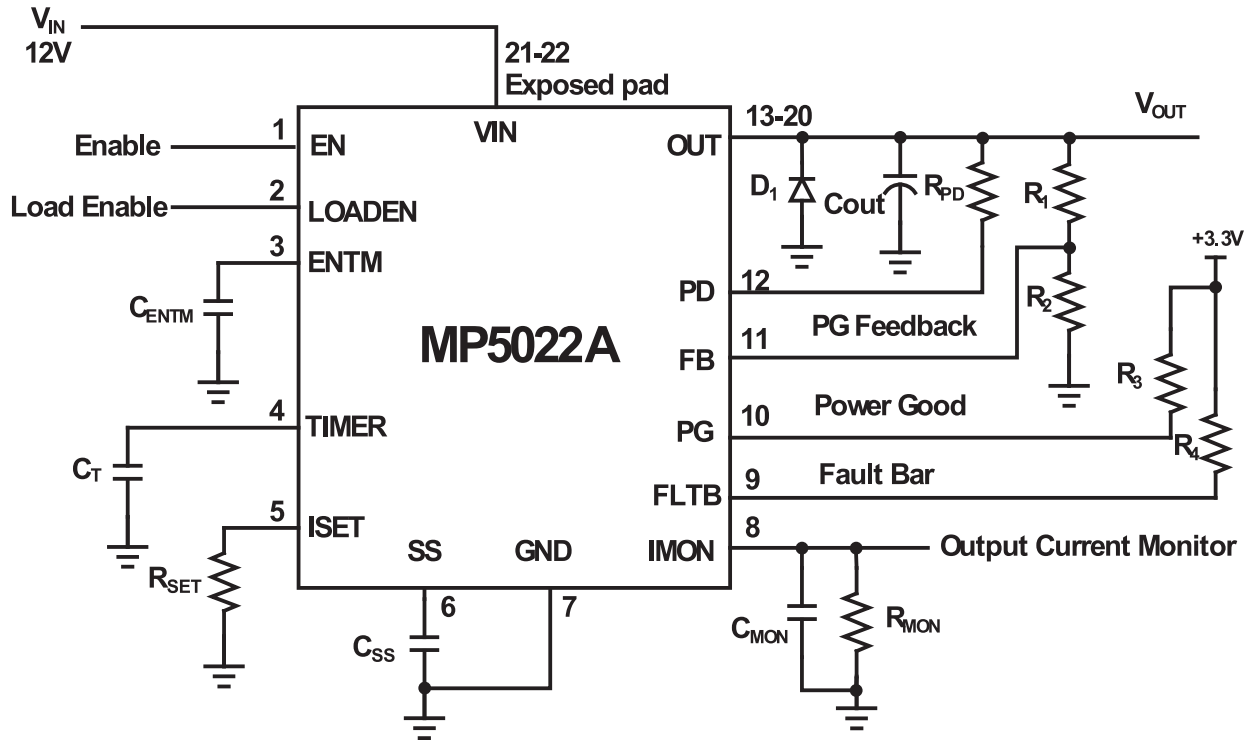 VIN
12V
21-22
Exposed pad
13-20
VOUT
1
EN
VIN
OUT
Enable
2
LOADEN
Load Enable
D1
Cout
RPD
R1
+3.3V
3
ENTM
CENTM
PD
12
R2
MP5022A
PG Feedback
FB
11
R3
4
TIMER
Power Good
PG
10
R4
CT
Fault Bar
FLTB
9
5
ISET
SS
GND
IMON
8
Output Current Monitor
RSET
6
7
CSS
CMON
RMON